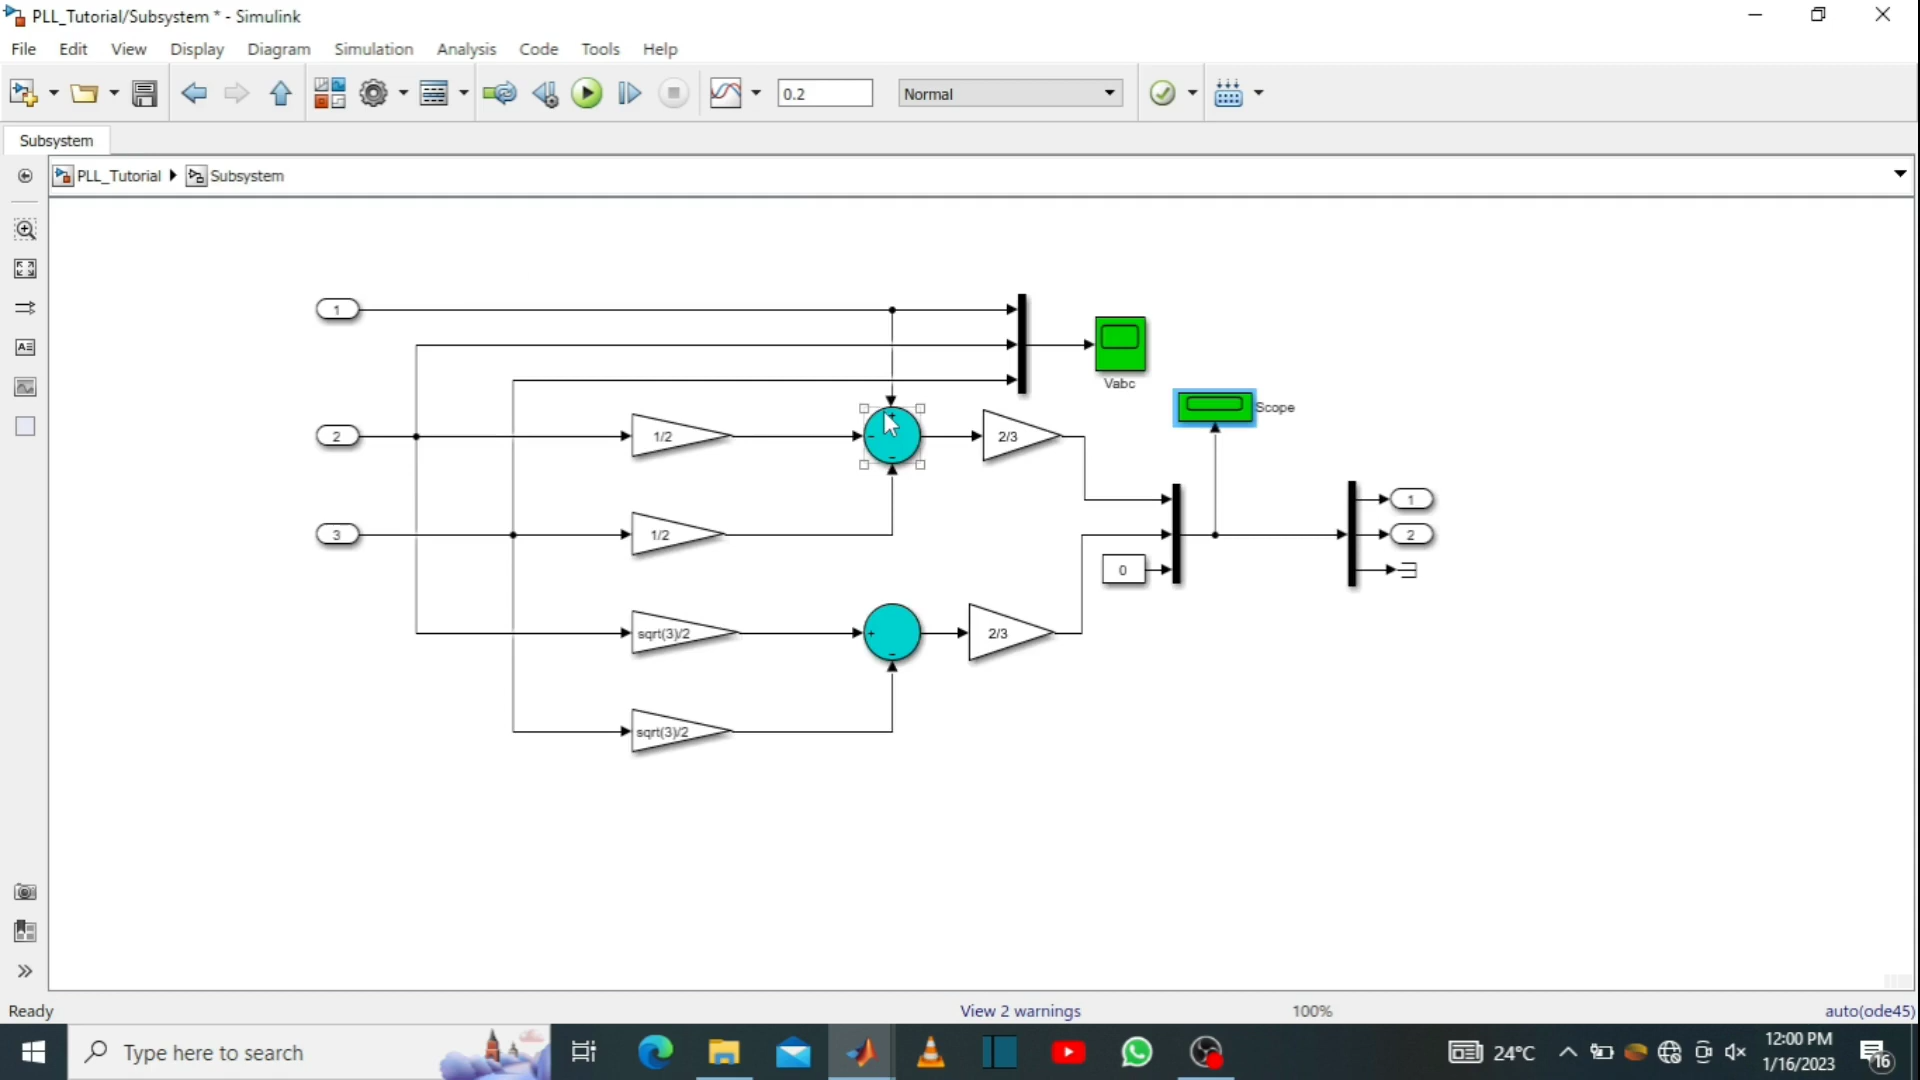 PLL_Tutorial/Subsystem * - Simulink
File Edit View Display Diagram Simulation Analysis Code Tools Help
0.2 Normal
Subsystem
PLL_Tutorial Subsystem
1
Vabc
Scope
2 1/2 + - - 2/3
1
3 1/2 2
0
sqrt(3)/2 + - 2/3
sqrt(3)/2
Ready View 2 warnings 100% auto(ode45)
Type here to search 24°C 12:00 PM
1/16/2023 16